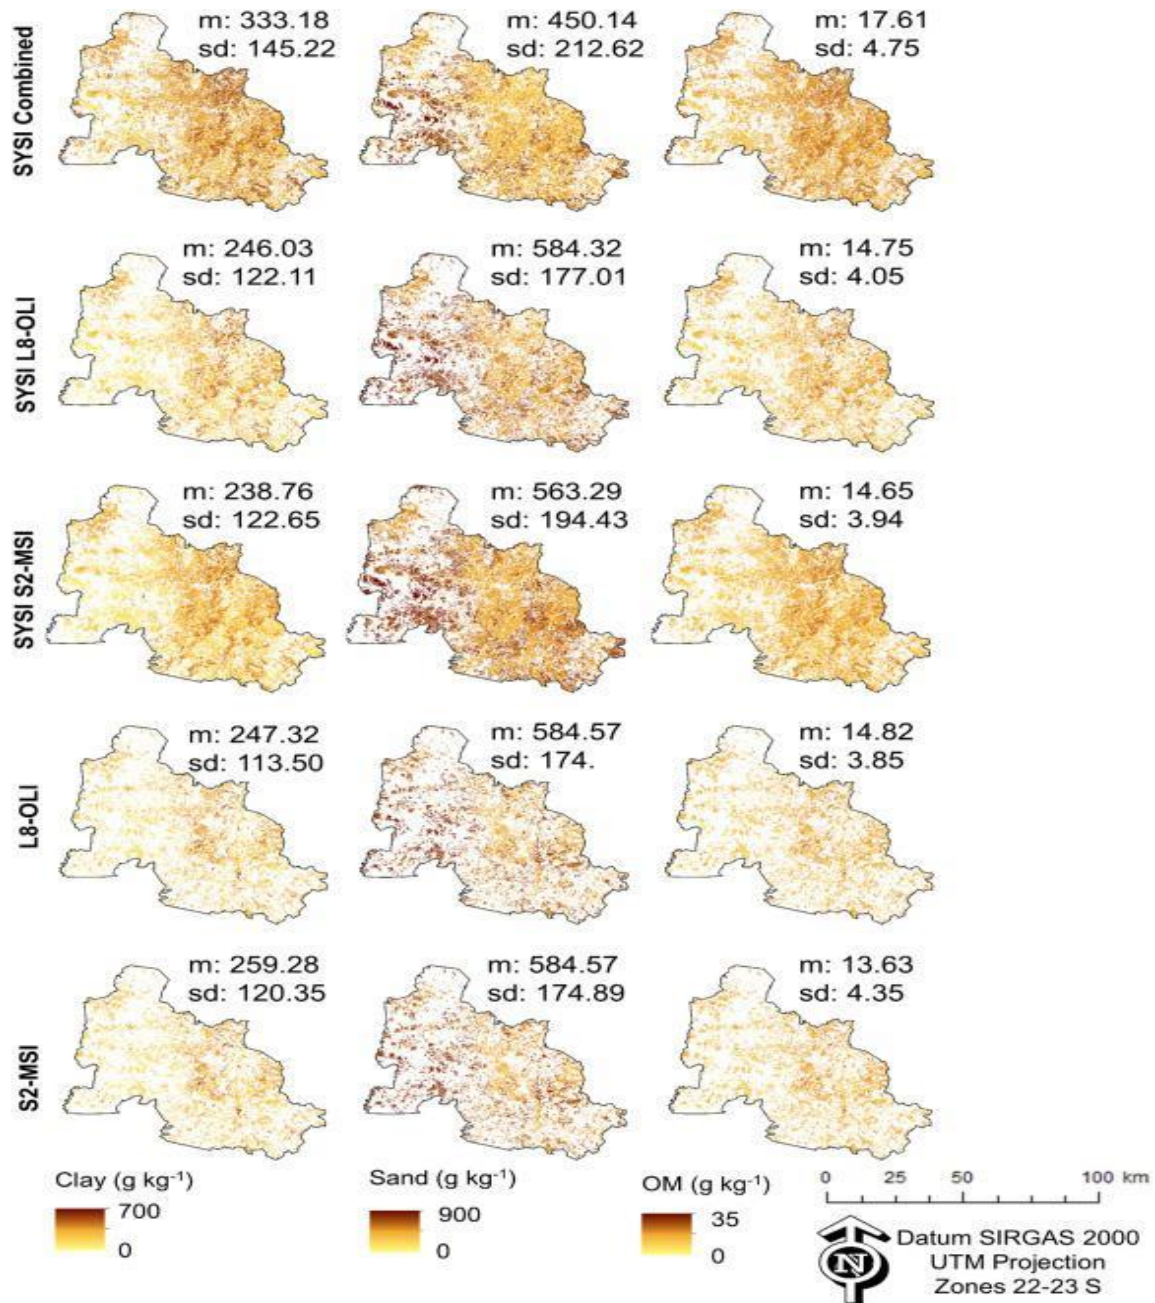 SYSI Combined
m: 333.18
sd: 145.22
m: 450.14
sd: 212.62
m: 17.61
sd: 4.75
SYSI L8-OLI
m: 246.03
sd: 122.11
m: 584.32
sd: 177.01
m: 14.75
sd: 4.05
SYSI S2-MSI
m: 238.76
sd: 122.65
m: 563.29
sd: 194.43
m: 14.65
sd: 3.94
L8-OLI
m: 247.32
sd: 113.50
m: 584.57
sd: 174.
m: 14.82
sd: 3.85
S2-MSI
m: 259.28
sd: 120.35
m: 584.57
sd: 174.89
m: 13.63
sd: 4.35
Clay (g kg⁻¹)
700
0
Sand (g kg⁻¹)
900
0
OM (g kg⁻¹)
35
0
0 25 50 100 km
N
Datum SIRGAS 2000
UTM Projection
Zones 22-23 S